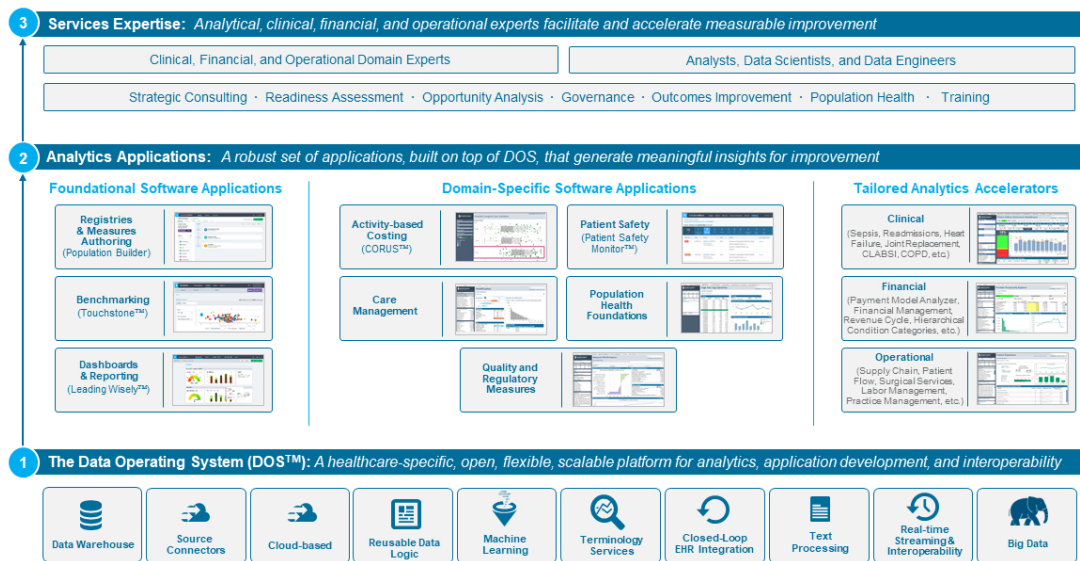 3
Services Expertise: Analytical, clinical, financial, and operational experts facilitate and accelerate measurable improvement
Clinical, Financial, and Operational Domain Experts
Analysts, Data Scientists, and Data Engineers
Strategic Consulting · Readiness Assessment · Opportunity Analysis · Governance · Outcomes Improvement · Population Health · Training
2
Analytics Applications: A robust set of applications, built on top of DOS, that generate meaningful insights for improvement
Foundational Software Applications
Registries
& Measures
Authoring
(Population Builder)
Benchmarking
(Touchstone™)
Dashboards
& Reporting
(Leading Wisely™)
Domain-Specific Software Applications
Activity-based
Costing
(CORUS™)
Patient Safety
(Patient Safety
Monitor™)
Care
Management
Population
Health
Foundations
Quality and
Regulatory
Measures
Tailored Analytics Accelerators
Clinical
(Sepsis, Readmissions, Heart
Failure, Joint Replacement,
CLABSI, COPD, etc)
Financial
(Payment Model Analyzer,
Financial Management,
Revenue Cycle, Hierarchical
Condition Categories, etc.)
Operational
(Supply Chain, Patient
Flow, Surgical Services,
Labor Management,
Practice Management, etc.)
1
The Data Operating System (DOS™): A healthcare-specific, open, flexible, scalable platform for analytics, application development, and interoperability
Data Warehouse
Source
Connectors
Cloud-based
Reusable Data
Logic
Machine
Learning
Terminology
Services
Closed-Loop
EHR Integration
Text
Processing
Real-time
Streaming &
Interoperability
Big Data